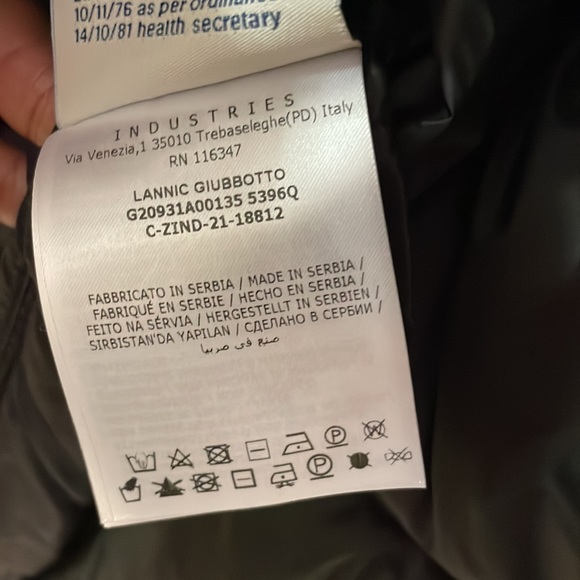 10/11/76 as per
14/10/81 health secretary
INDUSTRIES
Via Venezia,1 35010 Trebaseleghe(PD) Italy
RN 116347
LANNIC GIUBBOTTO
G20931A00135 5396Q
C-ZIND-21-18812
FABBRICATO IN SERBIA / MADE IN SERBIA /
FABRIQUÉ EN SERBIE / HECHO EN SERBIA /
FEITO NA SÉRVIA / HERGESTELLT IN SERBIEN /
SIRBISTAN'DA YAPILAN / СДЕЛАНО В СЕРБИИ /
صنع في صربيا